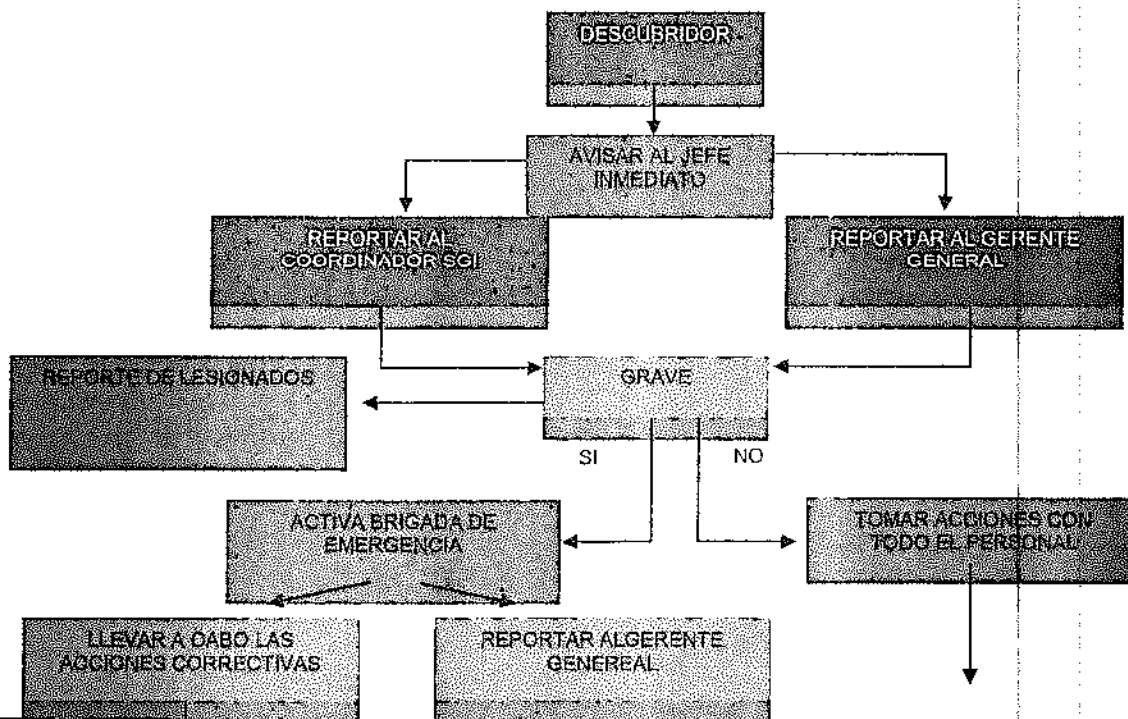 DESCUBRIDOR
AVISAR AL JEFE
INMEDIATO
REPORTAR AL
COORDINADOR SGI
REPORTAR AL GERENTE
GENERAL
REPORTE DE LESIONADOS
GRAVE
SI
NO
ACTIVA BRIGADA DE
EMERGENCIA
TOMAR ACCIONES CON
TODO EL PERSONAL
LLEVAR A CABO LAS
ACCIONES CORRECTIVAS
REPORTAR ALGERENTE
GENEREAL